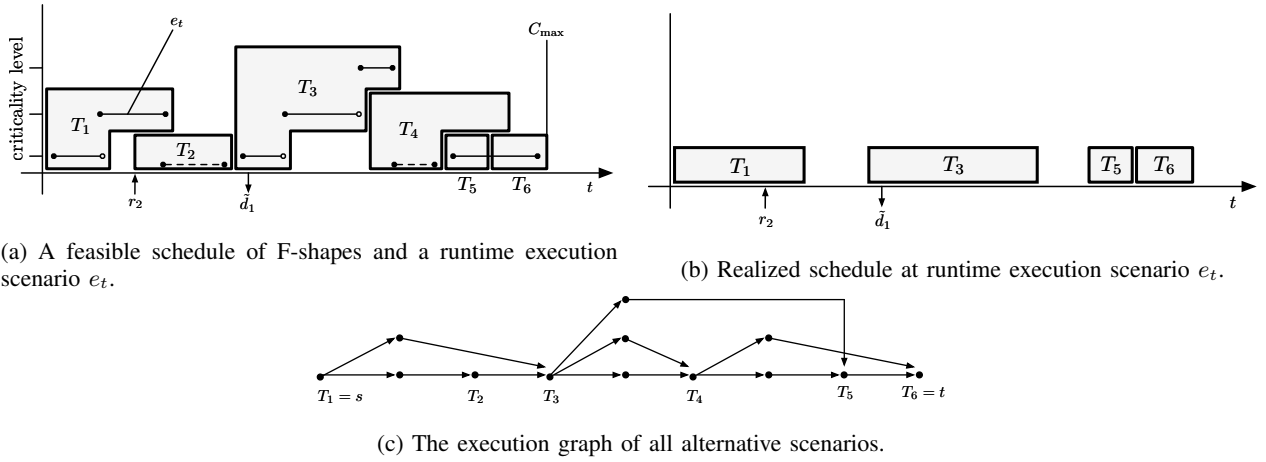 criticality level
e_t
C_max
T_1
T_2
T_3
T_4
T_5
T_6
t
r_2
d̃_1
(a) A feasible schedule of F-shapes and a runtime execution
scenario e_t.
T_1
T_3
T_5
T_6
r_2
d̃_1
t
(b) Realized schedule at runtime execution scenario e_t.
T_1 = s
T_2
T_3
T_4
T_5
T_6 = t
(c) The execution graph of all alternative scenarios.